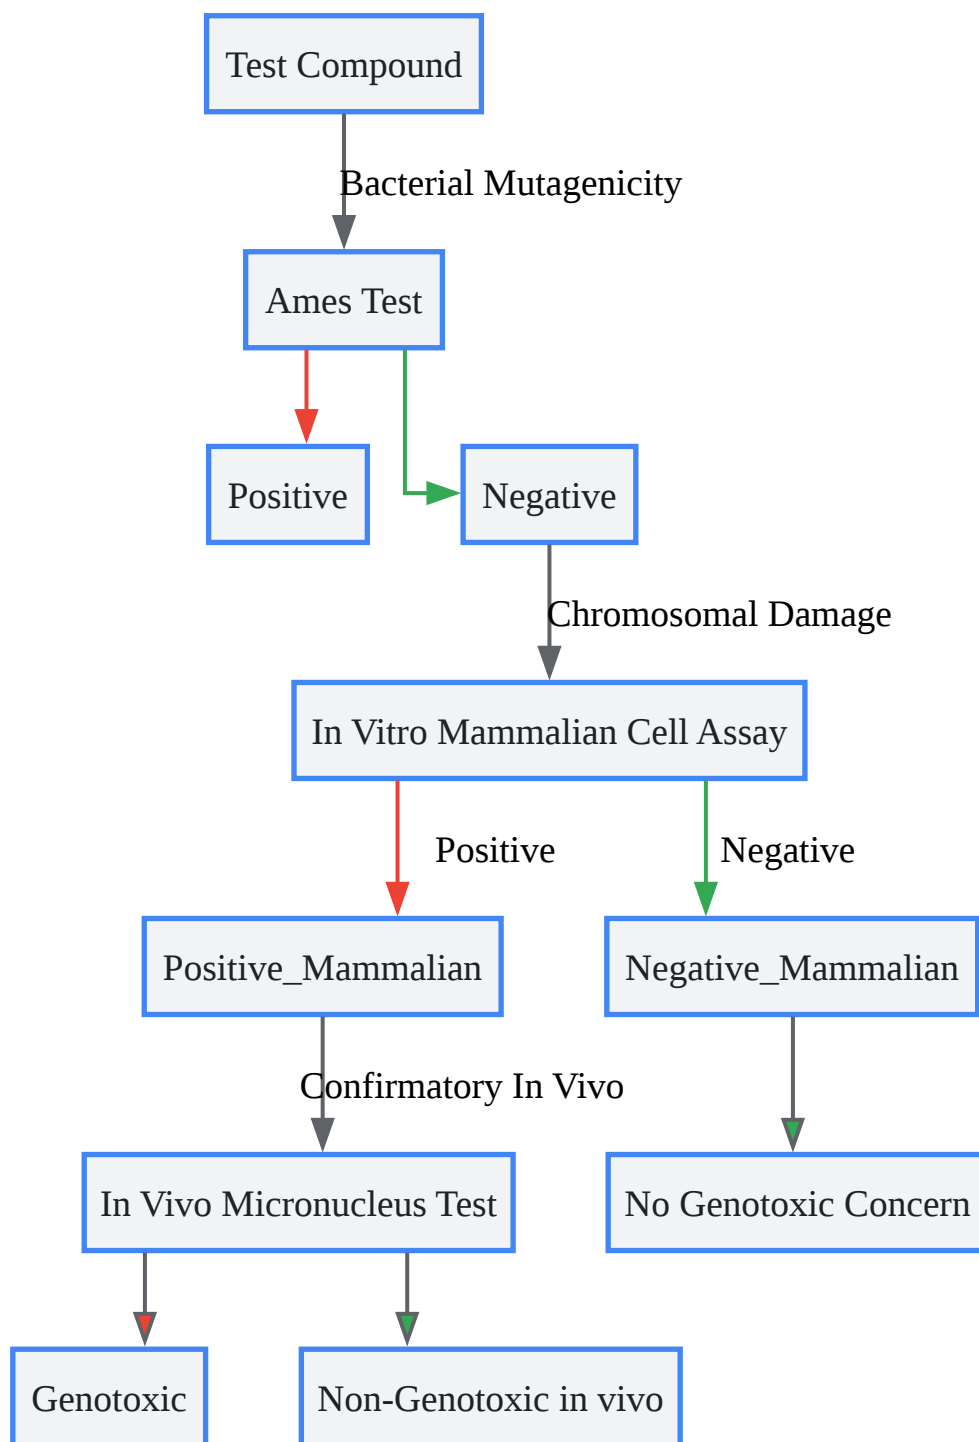 Test Compound
Bacterial Mutagenicity
Ames Test
Positive
Negative
Chromosomal Damage
In Vitro Mammalian Cell Assay
Positive
Negative
Positive_Mammalian
Negative_Mammalian
Confirmatory In Vivo
In Vivo Micronucleus Test
No Genotoxic Concern
Genotoxic
Non-Genotoxic in vivo